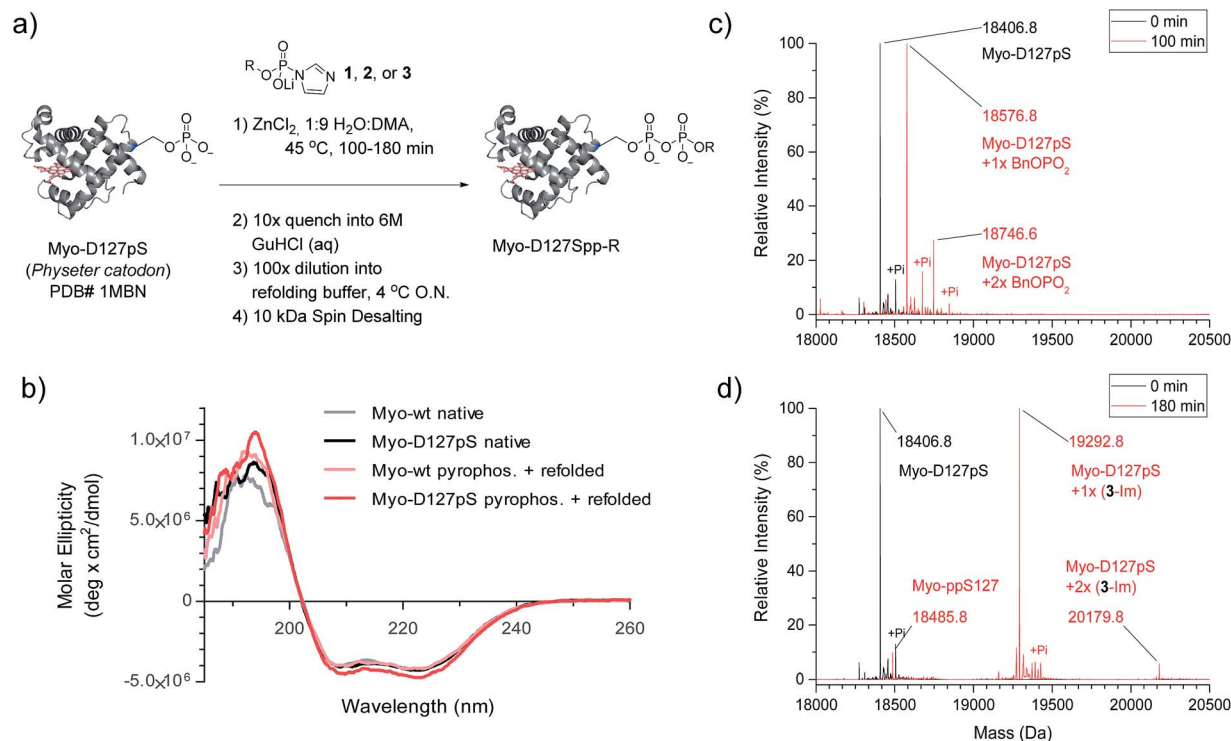 a)
R
O
P
O
OLi
N
N
1, 2, or 3
1) ZnCl2, 1:9 H2O:DMA,
45 °C, 100-180 min
2) 10x quench into 6M
GuHCl (aq)
3) 100x dilution into
refolding buffer, 4 °C O.N.
4) 10 kDa Spin Desalting
O
O
P
O−
O−
Myo-D127pS
(Physeter catodon)
PDB# 1MBN
O
O
O
P
O
P
OR
O−
O−
Myo-D127Spp-R
b)
Molar Ellipticity
(deg x cm2/dmol)
1.0×10^7
5.0×10^6
0
-5.0×10^6
200
220
240
260
Wavelength (nm)
Myo-wt native
Myo-D127pS native
Myo-wt pyrophos. + refolded
Myo-D127pS pyrophos. + refolded
c)
Relative Intensity (%)
100
80
60
40
20
0
18000
18500
19000
19500
20000
20500
0 min
100 min
18406.8
Myo-D127pS
18576.8
Myo-D127pS
+1x BnOPO2
18746.6
Myo-D127pS
+2x BnOPO2
+Pi
+Pi
+Pi
d)
Relative Intensity (%)
100
80
60
40
20
0
18000
18500
19000
19500
20000
20500
Mass (Da)
0 min
180 min
18406.8
Myo-D127pS
19292.8
Myo-D127pS
+1x (3-Im)
Myo-ppS127
18485.8
Myo-D127pS
+2x (3-Im)
20179.8
+Pi
+Pi